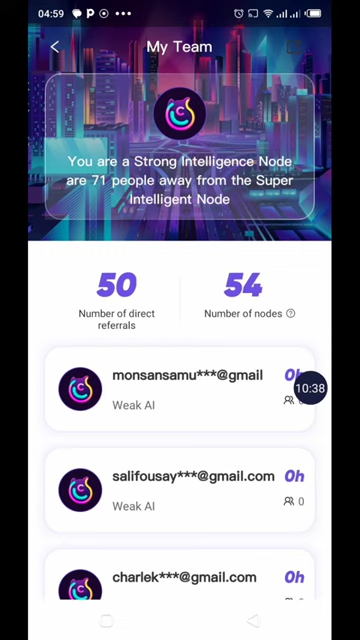 04:59
My Team
C
You are a Strong Intelligence Node
are 71 people away from the Super
Intelligent Node
50
54
Number of direct
referrals
Number of nodes
monsansamu***@gmail
0h
10:38
Weak AI
salifousay***@gmail.com
0h
Weak AI
0
charlek***@gmail.com
0h